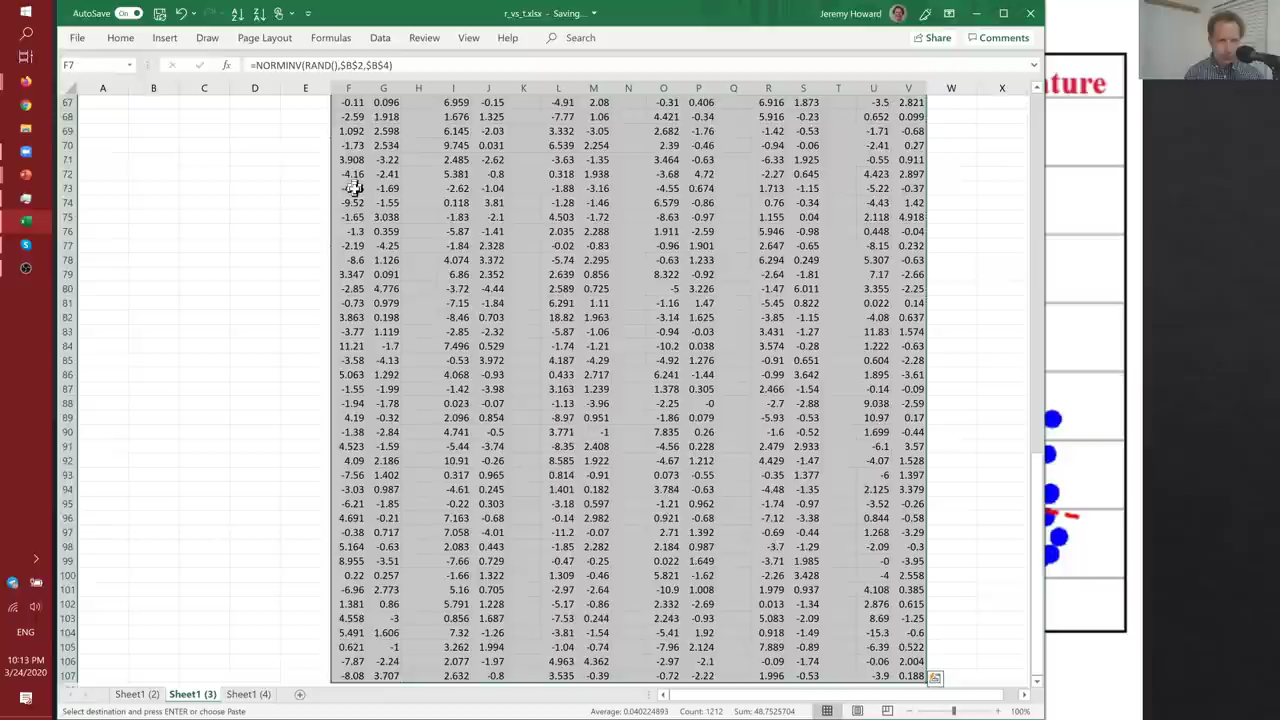 AutoSave On r_vs_t.xlsx - Saving... Jeremy Howard
File Home Insert Draw Page Layout Formulas Data Review View Help Search Share Comments
F7 fx =NORMINV(RAND(),$B$2,$B$4)
A B C D E F G H I J K L M N O P Q R S T U V W X
67 -0.11 0.096 6.959 -0.15 -4.91 2.08 -0.31 0.406 6.916 1.873 -3.5 2.821
68 -2.59 1.918 1.676 1.325 -7.77 1.06 4.421 -0.34 5.916 -0.23 0.652 0.099
69 1.092 2.598 6.145 -2.03 3.332 -3.05 2.682 -1.76 -1.42 -0.53 -1.71 -0.68
70 -1.73 2.534 9.745 0.031 6.539 2.254 2.39 -0.46 -0.94 -0.06 -2.41 0.27
71 3.908 -3.22 2.485 -2.62 -3.63 -1.35 3.464 -0.63 -6.33 1.925 -0.55 0.911
72 -4.16 -2.41 5.381 -0.8 0.318 1.938 -3.68 4.72 -2.27 0.645 4.423 2.897
73 -1.69 -2.62 -1.04 -1.88 -3.16 -4.55 0.674 1.713 -1.15 -5.22 -0.37
74 -9.52 -1.55 0.118 3.81 -1.28 -1.46 6.579 -0.86 0.76 -0.34 -4.43 1.42
75 -1.65 3.038 -1.83 -2.1 4.503 -1.72 -8.63 -0.97 1.155 0.04 2.118 4.918
76 -1.3 0.359 -5.87 -1.41 2.035 2.288 1.911 -2.59 5.946 -0.98 0.448 -0.04
77 -2.19 -4.25 -1.84 2.328 -0.02 -0.83 -0.96 1.901 2.647 -0.65 -8.15 0.232
78 -8.6 1.126 4.074 3.372 -5.74 2.295 -0.63 1.233 6.294 0.249 5.307 -0.63
79 3.347 0.091 6.86 2.352 2.639 0.856 8.322 -0.92 -2.64 -1.81 7.17 -2.66
80 -2.85 4.776 -3.72 -4.44 2.589 0.725 -5 3.226 -1.47 6.011 3.355 -2.25
81 -0.73 0.979 -7.15 -1.84 6.291 1.11 -1.16 1.47 -5.45 0.822 0.022 0.14
82 3.863 0.198 -8.46 0.703 18.82 1.963 -3.14 1.625 -3.85 -1.15 -4.08 0.637
83 -3.77 1.119 -2.85 -2.32 -5.87 -1.06 -0.94 -0.03 3.431 -1.27 11.83 1.574
84 11.21 -1.7 7.496 0.529 -1.74 -1.21 -10.2 0.038 3.574 -0.28 1.222 -0.63
85 -3.58 -4.13 -0.53 3.972 4.187 -4.29 -4.92 1.276 -0.91 0.651 0.604 -2.28
86 5.063 1.292 4.068 -0.93 0.433 2.717 6.241 -1.44 -0.99 3.642 1.895 -3.61
87 -1.55 -1.99 -1.42 -3.98 3.163 1.239 1.378 0.305 2.466 -1.54 -0.14 -0.09
88 -1.94 -1.78 0.023 -0.07 -1.13 -3.96 -2.25 -0 -2.7 -2.88 9.038 -2.59
89 4.19 -0.32 2.096 0.854 -8.97 0.951 -1.86 0.079 -5.93 -0.53 10.97 0.17
90 -1.38 -2.84 4.741 -0.5 3.771 -1 7.835 0.26 -1.6 -0.52 1.699 -0.44
91 4.523 -1.59 -5.44 -3.74 -8.35 2.408 -4.56 0.228 2.479 2.933 -6.1 3.57
92 4.09 2.186 10.91 -0.26 8.585 1.922 -4.67 1.212 4.429 -1.47 -4.07 1.528
93 -7.56 1.402 0.317 0.965 0.814 -0.91 0.073 -0.55 0.35 1.377 -6 1.397
94 -3.03 0.987 -4.61 0.245 1.401 0.182 3.784 -0.63 -4.48 -1.35 2.125 3.379
95 -6.21 -1.85 -0.22 0.303 -3.18 0.597 -1.21 0.962 -1.74 -0.97 -3.52 -0.26
96 4.691 -0.21 7.163 -0.68 -0.14 2.982 0.921 -0.68 -7.12 -3.38 0.844 -0.58
97 -0.38 0.717 7.058 -4.01 -11.2 -0.07 2.71 1.392 -0.69 -0.44 1.268 -3.29
98 5.164 -0.63 2.083 0.443 -1.85 2.282 2.184 0.987 -3.7 -1.29 -2.09 -0.3
99 8.955 -3.51 -7.66 0.729 -0.47 -0.25 0.022 1.649 -3.71 1.985 -0 -3.95
100 0.22 0.257 -1.66 1.322 1.309 -0.46 5.821 -1.62 -2.26 3.428 -4 2.558
101 -6.96 2.773 5.16 0.705 -2.97 -2.64 -10.9 1.008 1.979 0.937 4.108 0.385
102 1.381 0.86 5.791 1.228 -5.17 -0.86 2.332 -2.69 0.013 -1.34 2.876 0.615
103 4.558 -3 0.856 1.687 -7.53 0.244 2.243 -0.93 5.083 -2.09 8.69 -1.25
104 5.491 1.606 7.32 -1.26 -3.81 -1.54 -5.41 1.92 0.918 -1.49 -15.3 -0.6
105 0.621 -1 3.262 1.994 -1.04 -0.74 -7.96 2.124 7.889 -0.89 -6.39 0.522
106 -7.87 -2.24 2.077 -1.97 4.963 4.362 -2.97 -2.1 -0.09 -1.74 -0.06 2.004
107 -8.08 3.707 2.632 -0.8 3.535 -0.39 -0.72 -2.22 1.996 -0.53 -3.9 0.188
Sheet1 (2) Sheet1 (3) Sheet1 (4)
Select destination and press ENTER or choose Paste Average: 0.040224893 Count: 1212 Sum: 48.7525704 100%
ature
ENG
10:13 PM
3/24/2020